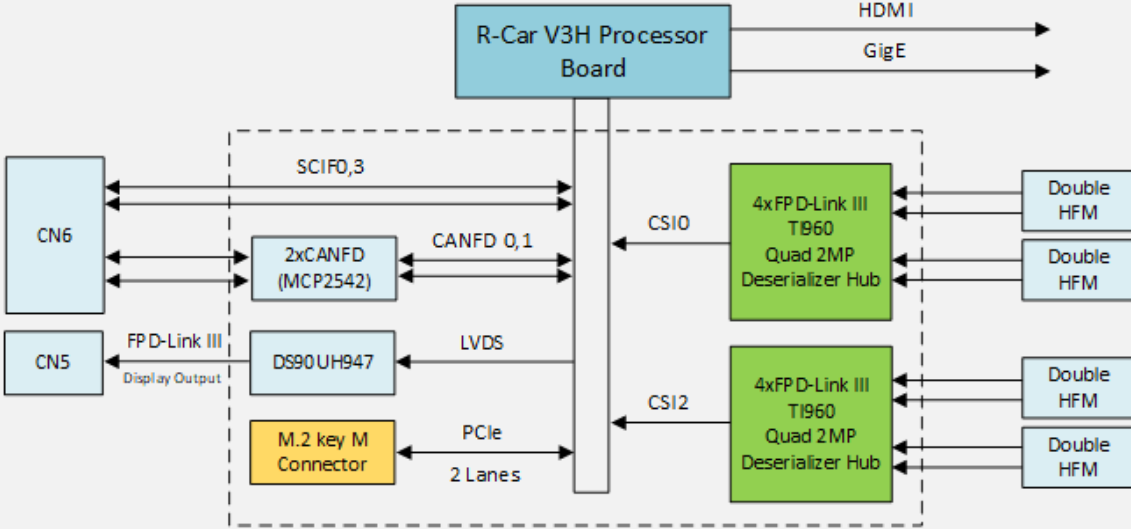 HDMI
R-Car V3H Processor
Board
GigE
SCIF0,3
CN6
2xCANFD
(MCP2542)
CANFD 0,1
CSI0
4xFPD-Link III
TI960
Quad 2MP
Deserializer Hub
Double
HFM
Double
HFM
CN5
FPD-Link III
Display Output
DS90UH947
LVDS
M.2 key M
Connector
PCIe
2 Lanes
CSI2
4xFPD-Link III
TI960
Quad 2MP
Deserializer Hub
Double
HFM
Double
HFM